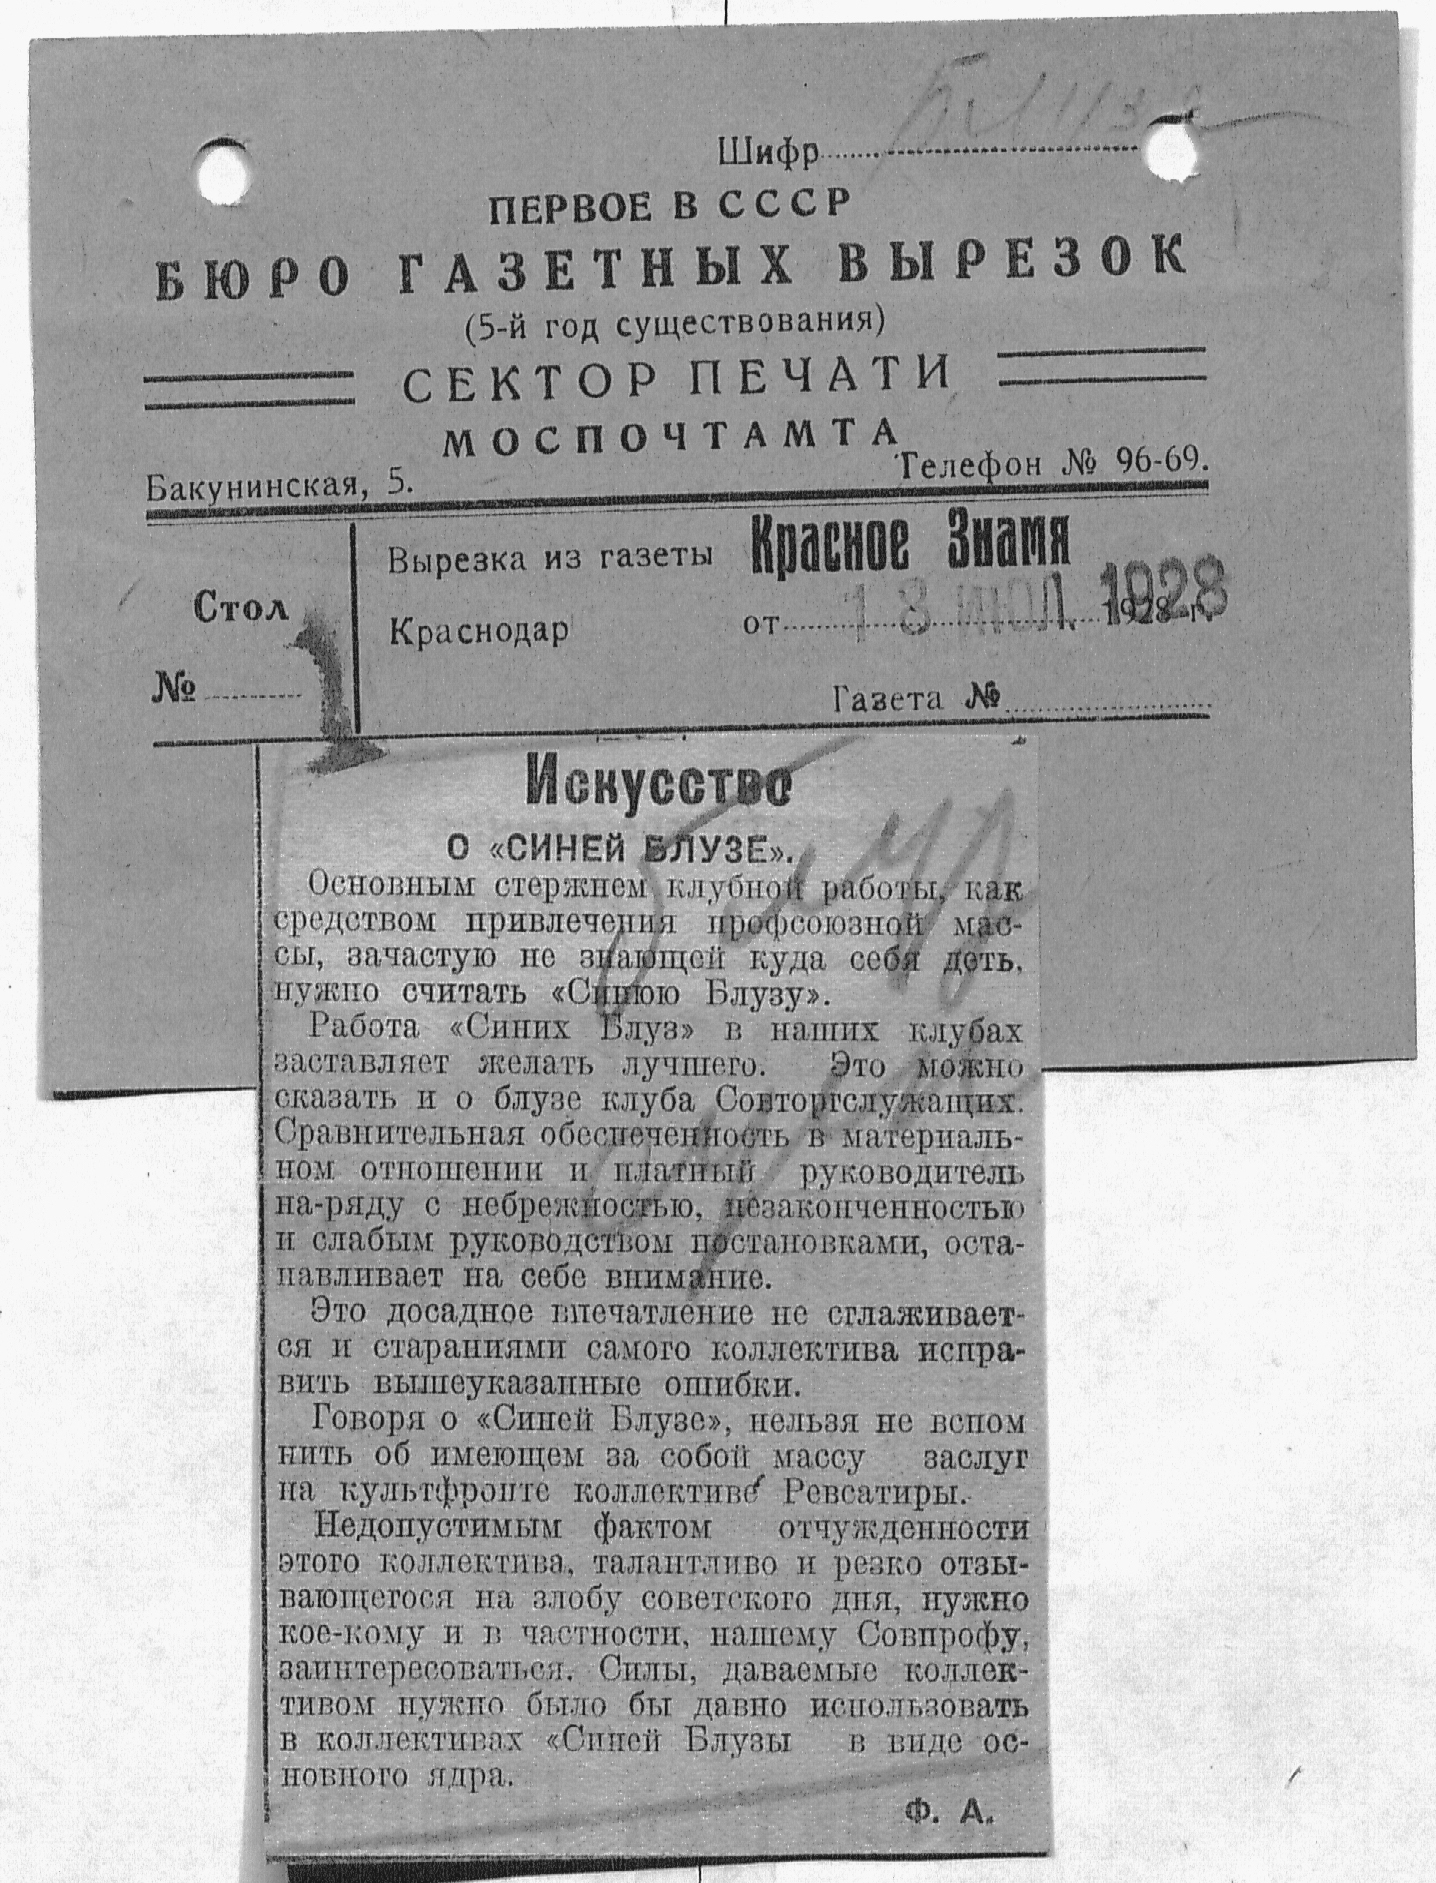 Шифр
ПЕРВОЕ В СССР
БЮРО ГАЗЕТНЫХ ВЫРЕЗОК
(5-й год существования)
СЕКТОР ПЕЧАТИ
МОСПОЧТАМТА
Бакунинская, 5.
Телефон № 96-69.
Стол
№
1
Вырезка из газеты Красное Знамя
Краснодар
от 18 ИЮЛ. 1928
1928 г.
Газета №
Искусство
О «СИНЕЙ БЛУЗЕ».
Основным стержнем клубной работы, как
средством привлечения профсоюзной мас-
сы, зачастую не знающей куда себя деть,
нужно считать «Синюю Блузу».
Работа «Синих Блуз» в наших клубах
заставляет желать лучшего. Это можно
сказать и о блузе клуба Совторгслужащих.
Сравнительная обеспеченность в материаль-
ном отношении и платный руководитель
на-ряду с небрежностью, незаконченностью
и слабым руководством постановками, оста-
навливает на себе внимание.
Это досадное впечатление не сглаживает-
ся и стараниями самого коллектива испра-
вить вышеуказанные ошибки.
Говоря о «Синей Блузе», нельзя не вспом
нить об имеющем за собой массу заслуг
на культфронте коллективе Ревсатиры.
Недопустимым фактом отчужденности
этого коллектива, талантливо и резко отзы-
вающегося на злобу советского дня, нужно
кое-кому и в частности, нашему Совпрофу,
заинтересоваться. Силы, даваемые коллек-
тивом нужно было бы давно использовать
в коллективах «Синей Блузы в виде ос-
новного ядра.
Ф. А.